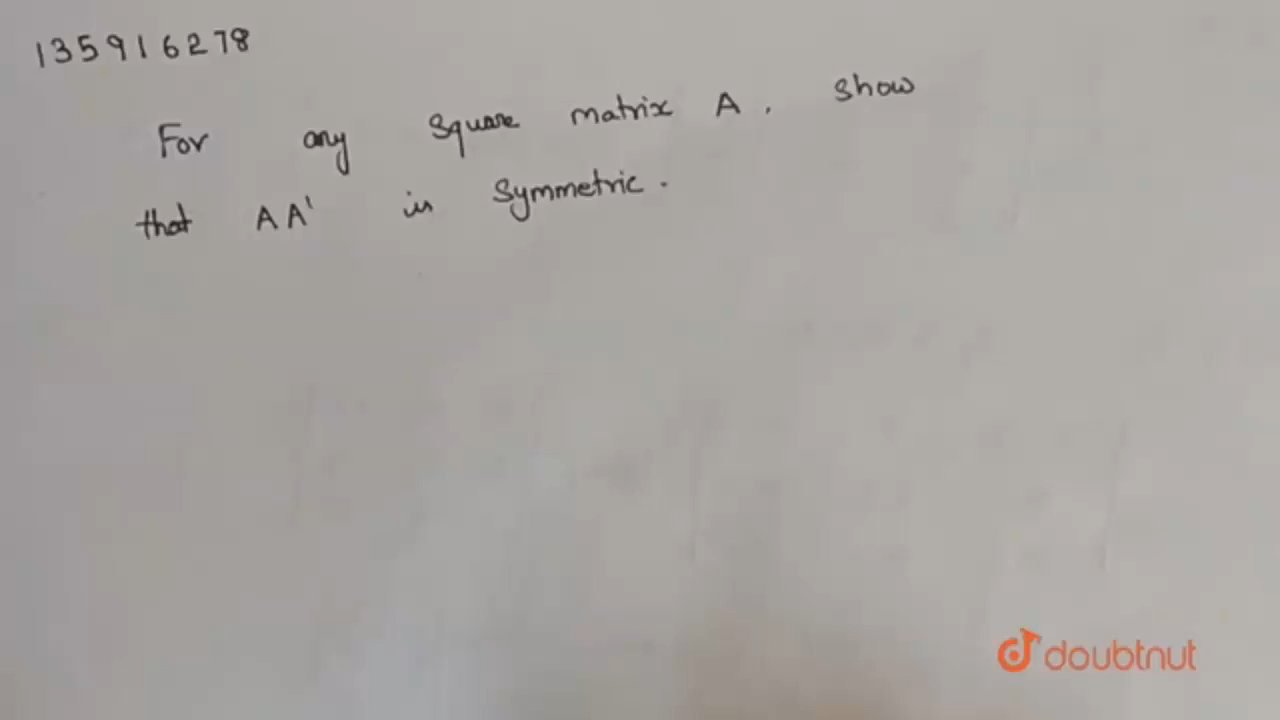 135916278
For any Square matrix A. Show
that AA' is Symmetric.
doubtnut